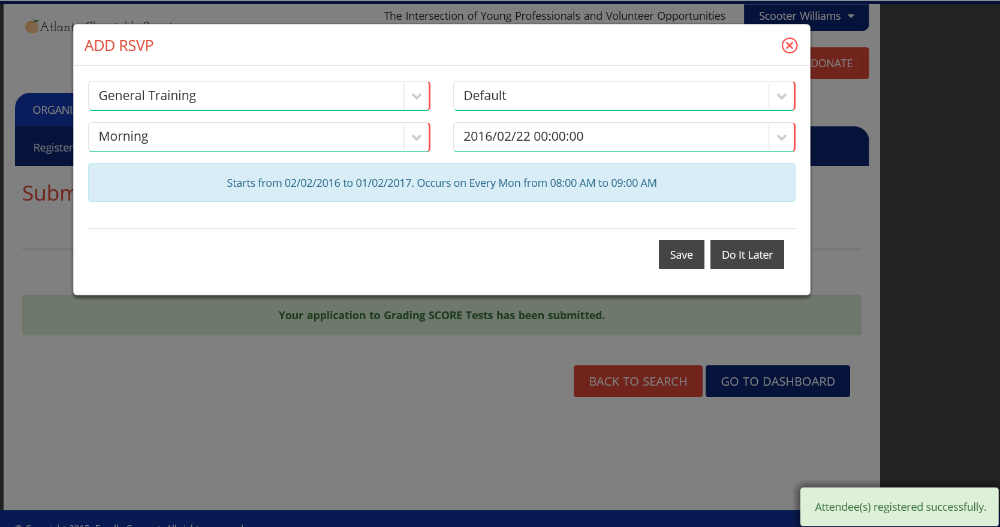 The Intersection of Young Professionals and Volunteer Opportunities
Scooter Williams
ADD RSVP
DONATE
General Training
Default
Morning
2016/02/22 00:00:00
Starts from 02/02/2016 to 01/02/2017. Occurs on Every Mon from 08:00 AM to 09:00 AM
Save
Do It Later
Your application to Grading SCORE Tests has been submitted.
BACK TO SEARCH
GO TO DASHBOARD
Attendee(s) registered successfully.